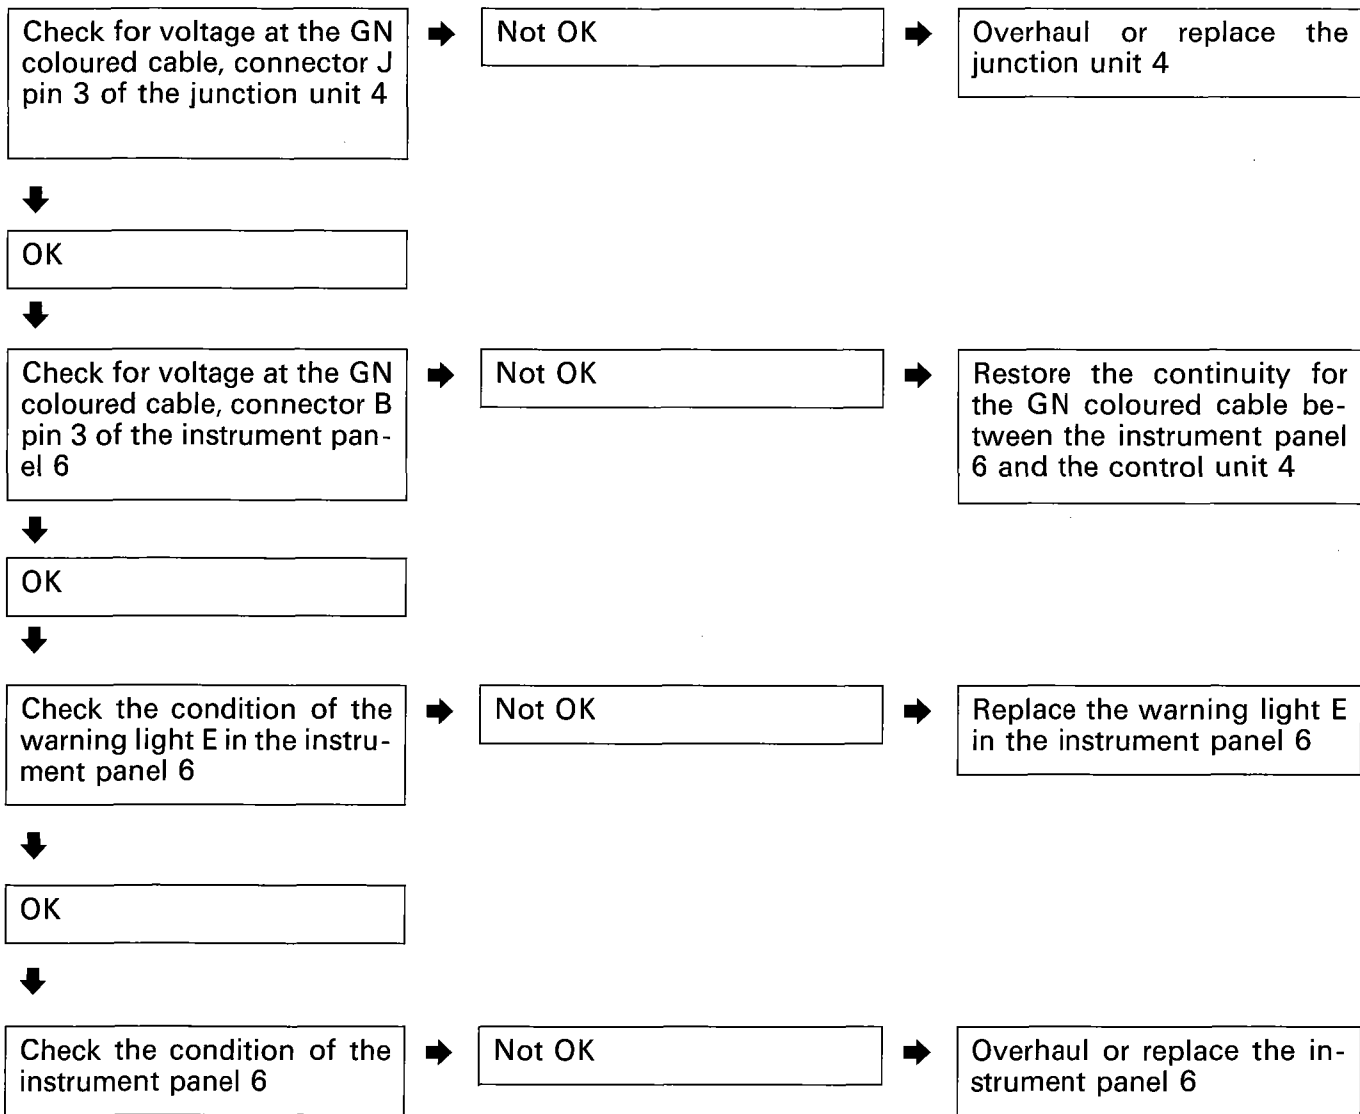 Check for voltage at the GN
coloured cable, connector J
pin 3 of the junction unit 4
Not OK
Overhaul or replace the
junction unit 4
OK
Check for voltage at the GN
coloured cable, connector B
pin 3 of the instrument pan-
el 6
Not OK
Restore the continuity for
the GN coloured cable be-
tween the instrument panel
6 and the control unit 4
OK
Check the condition of the
warning light E in the instru-
ment panel 6
Not OK
Replace the warning light E
in the instrument panel 6
OK
Check the condition of the
instrument panel 6
Not OK
Overhaul or replace the in-
strument panel 6